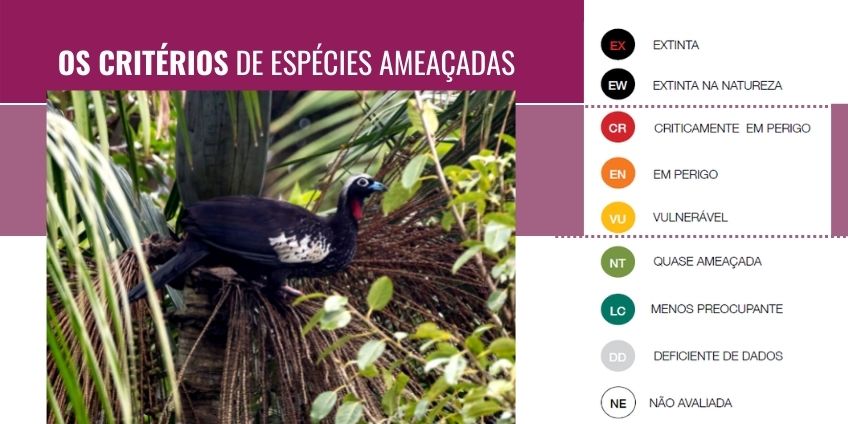 OS CRITÉRIOS DE ESPÉCIES AMEAÇADAS
EX EXTINTA
EW EXTINTA NA NATUREZA
CR CRITICAMENTE EM PERIGO
EN EM PERIGO
VU VULNERÁVEL
NT QUASE AMEAÇADA
LC MENOS PREOCUPANTE
DD DEFICIENTE DE DADOS
NE NÃO AVALIADA